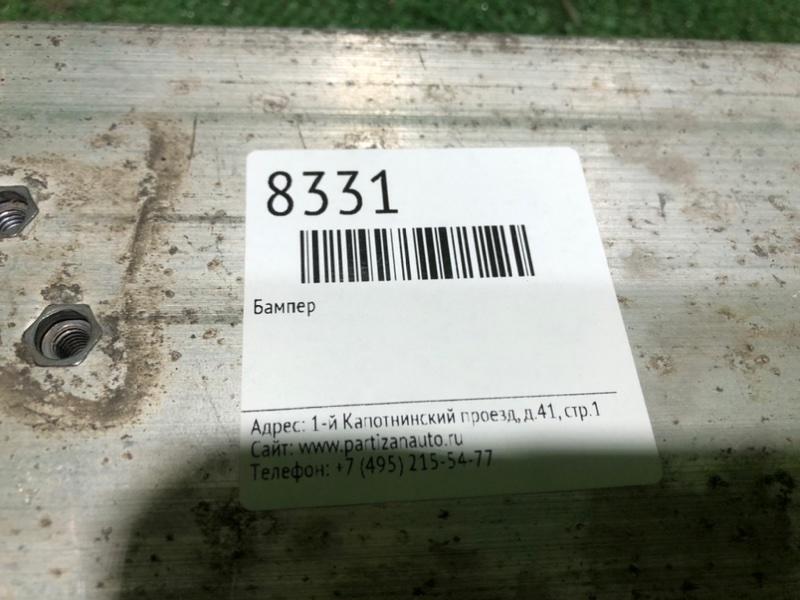 8331
Бампер
Адрес: 1-й Капотнинский проезд, д.41, стр.1
Сайт: www.partizanauto.ru
Телефон: +7 (495) 215-54-77